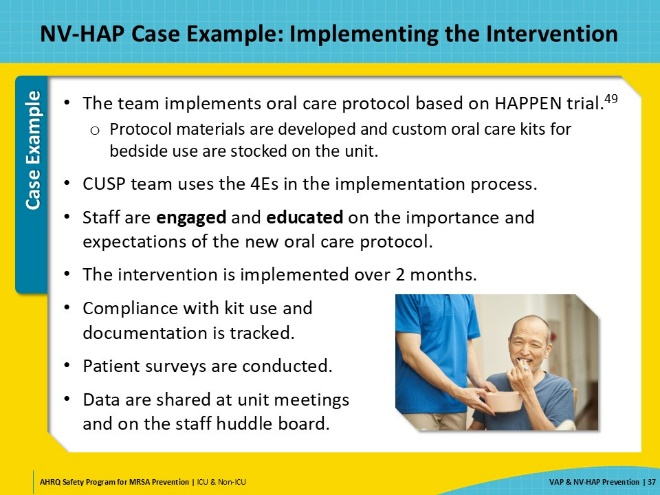 NV-HAP Case Example: Implementing the Intervention
Case Example
• The team implements oral care protocol based on HAPPEN trial.49
o Protocol materials are developed and custom oral care kits for
bedside use are stocked on the unit.
• CUSP team uses the 4Es in the implementation process.
• Staff are engaged and educated on the importance and
expectations of the new oral care protocol.
• The intervention is implemented over 2 months.
• Compliance with kit use and
documentation is tracked.
• Patient surveys are conducted.
• Data are shared at unit meetings
and on the staff huddle board.
AHRQ Safety Program for MRSA Prevention | ICU & Non-ICU
VAP & NV-HAP Prevention | 37